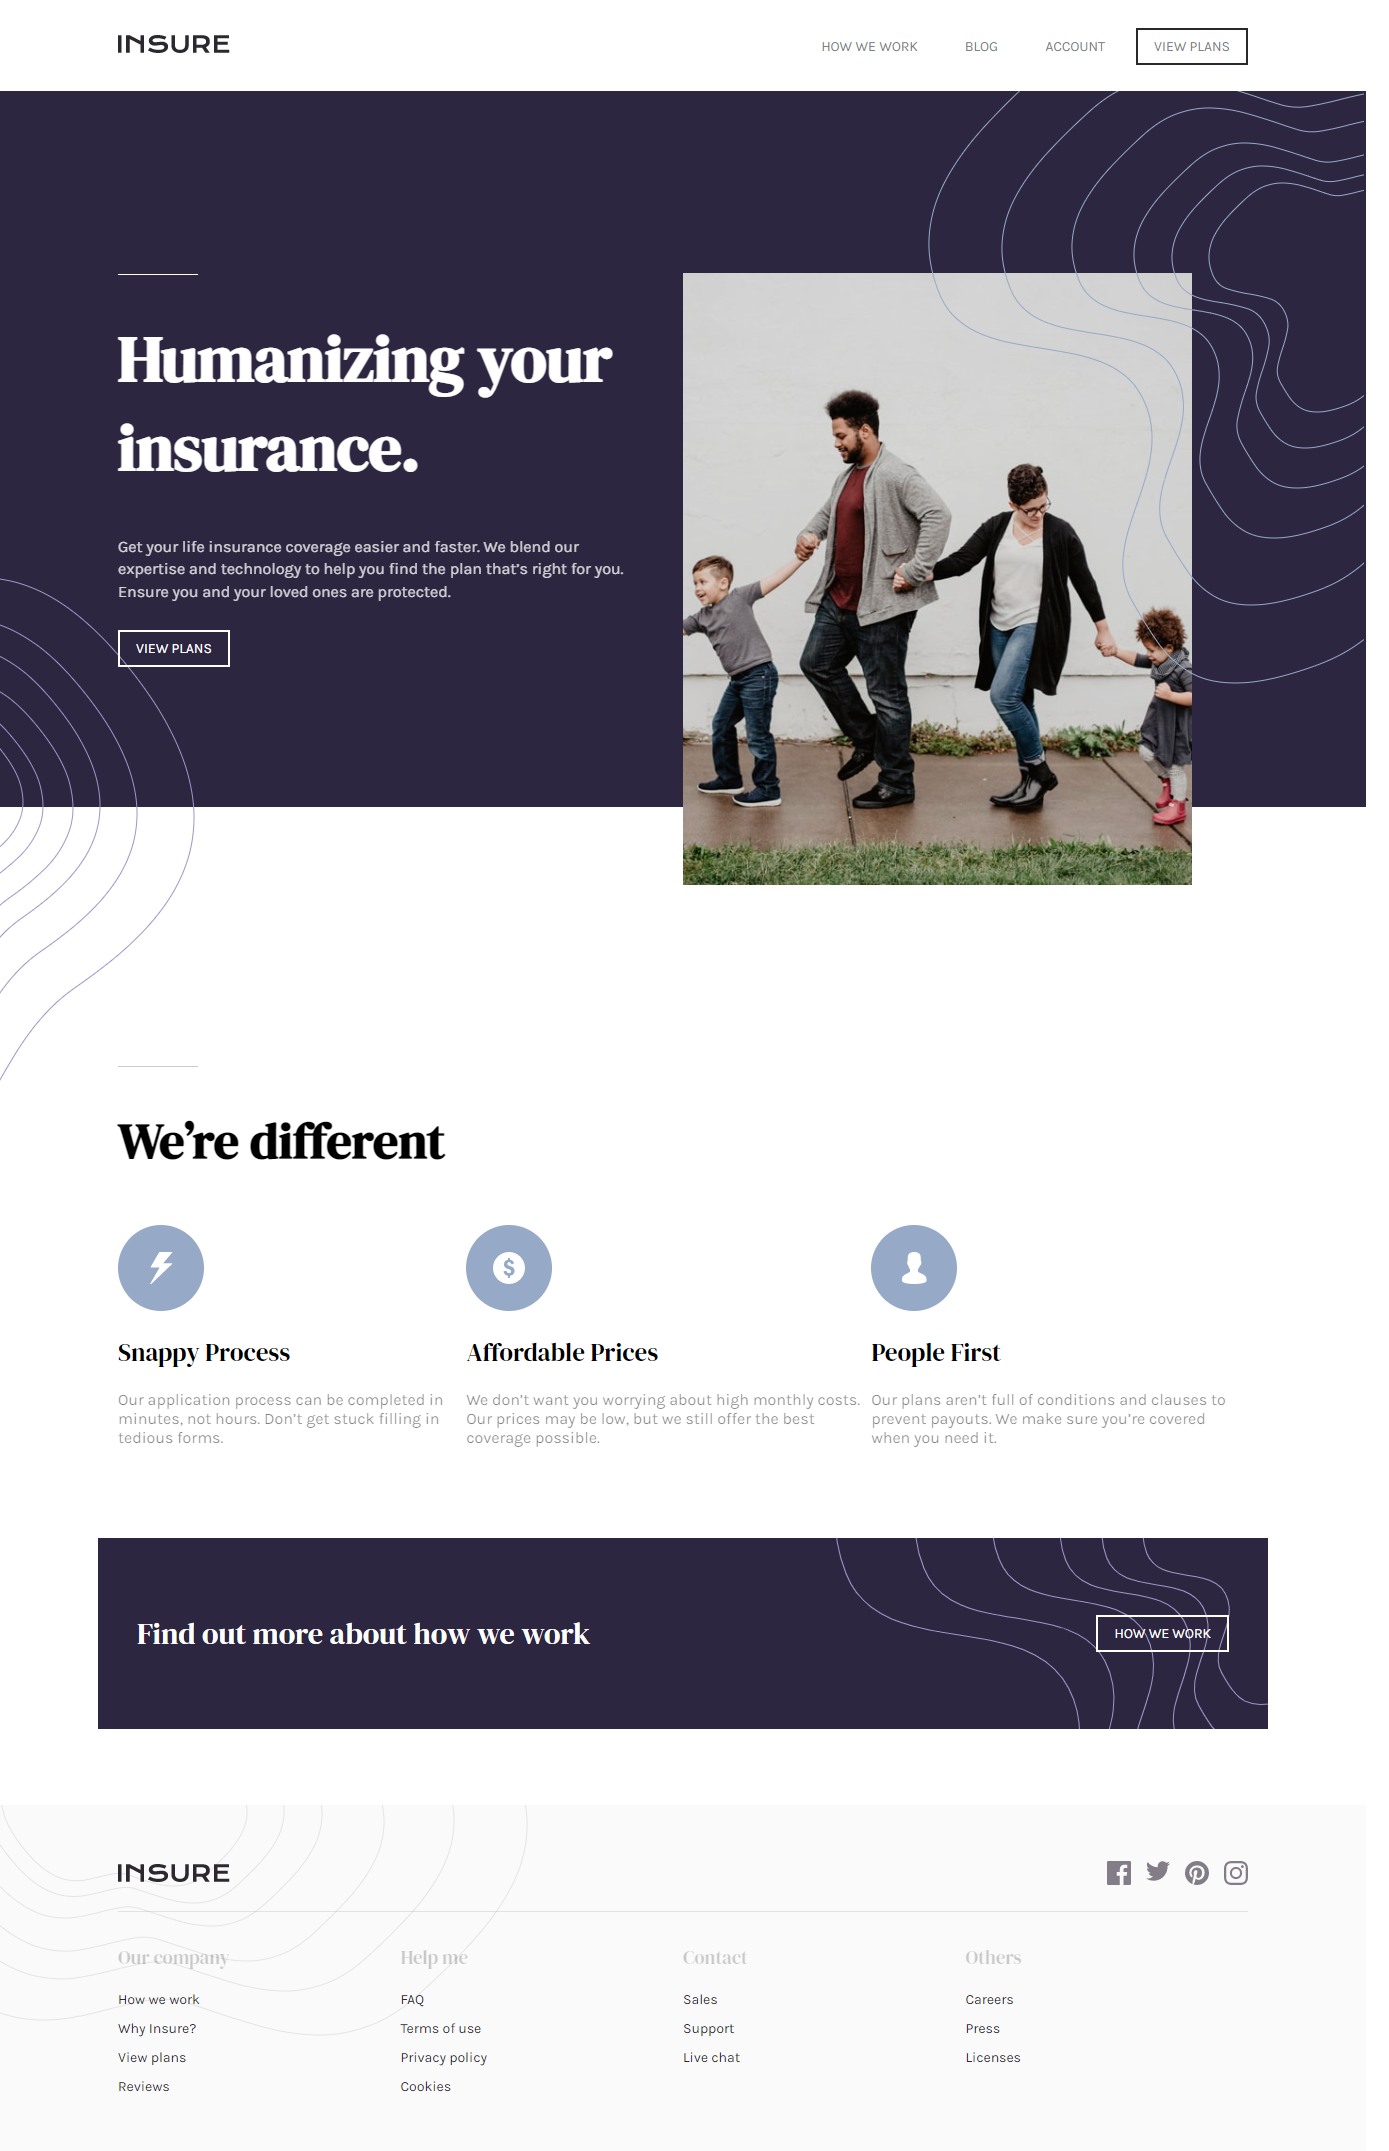 INSURE
HOW WE WORK
BLOG
ACCOUNT
VIEW PLANS
Humanizing your
insurance.
Get your life insurance coverage easier and faster. We blend our
expertise and technology to help you find the plan that’s right for you.
Ensure you and your loved ones are protected.
VIEW PLANS
We’re different
Snappy Process
Our application process can be completed in
minutes, not hours. Don’t get stuck filling in
tedious forms.
Affordable Prices
We don’t want you worrying about high monthly costs.
Our prices may be low, but we still offer the best
coverage possible.
People First
Our plans aren’t full of conditions and clauses to
prevent payouts. We make sure you’re covered
when you need it.
Find out more about how we work
HOW WE WORK
INSURE
Our company
How we work
Why Insure?
View plans
Reviews
Help me
FAQ
Terms of use
Privacy policy
Cookies
Contact
Sales
Support
Live chat
Others
Careers
Press
Licenses